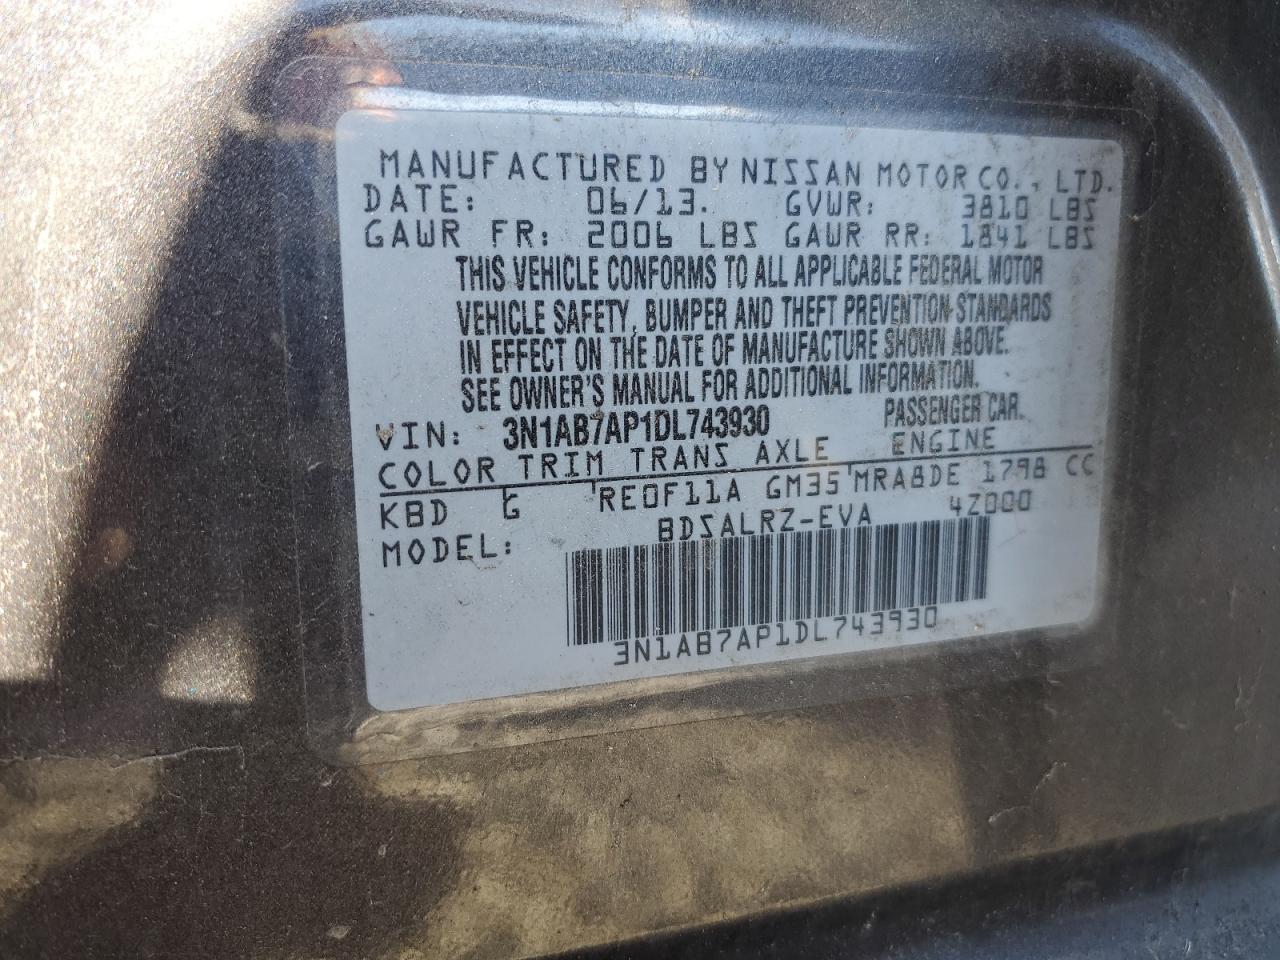 MANUFACTURED BY NISSAN MOTOR CO., LTD.
DATE: 06/13. GVWR: 3810 LBS
GAWR FR: 2006 LBS GAWR RR: 1841 LBS
THIS VEHICLE CONFORMS TO ALL APPLICABLE FEDERAL MOTOR
VEHICLE SAFETY, BUMPER AND THEFT PREVENTION STANDARDS
IN EFFECT ON THE DATE OF MANUFACTURE SHOWN ABOVE.
SEE OWNER'S MANUAL FOR ADDITIONAL INFORMATION.
VIN: 3N1AB7AP1DL743930 PASSENGER CAR.
COLOR TRIM TRANS AXLE ENGINE
KBD G RE0F11A GM35 MRA8DE 1798 CC
MODEL: BDSALRZ-EVA 4Z000
3N1AB7AP1DL743930